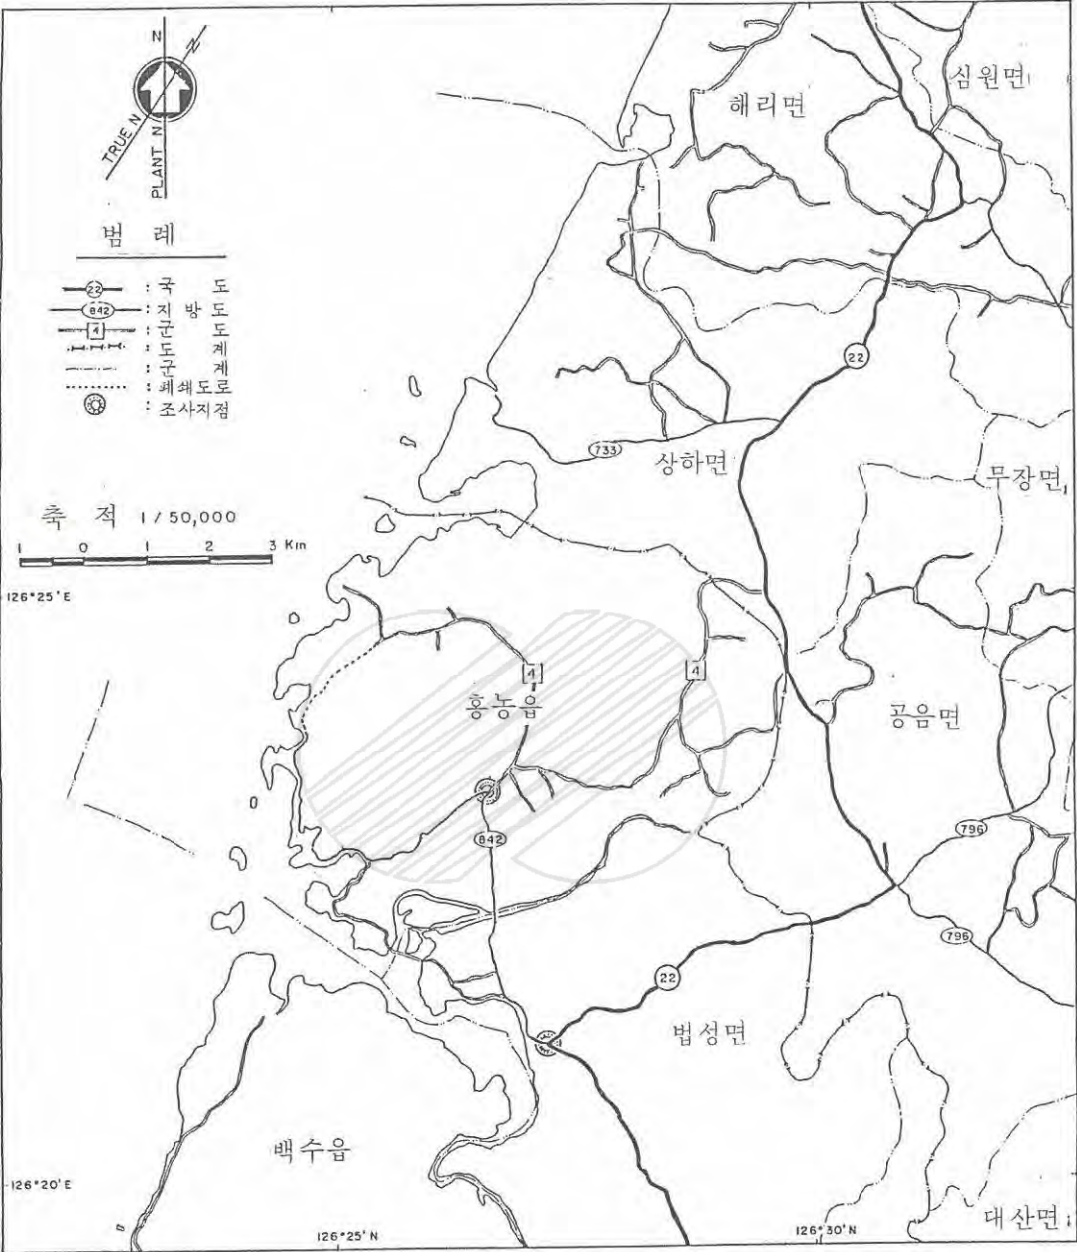 N
N
TRUE N
PLANT N
범 례
22 : 국 도
842 : 지 방 도
4 : 군 도
: 도 계
: 군 계
: 폐쇄도로
: 조사지점
축 적 1 / 50,000
1 0 1 2 3 Km
126°25'E
심원면
해리면
22
733
상하면
무장면
4
4
홍농읍
공음면
842
796
796
22
법성면
백수읍
126°20'E
대산면
126°25'N
126°30'N